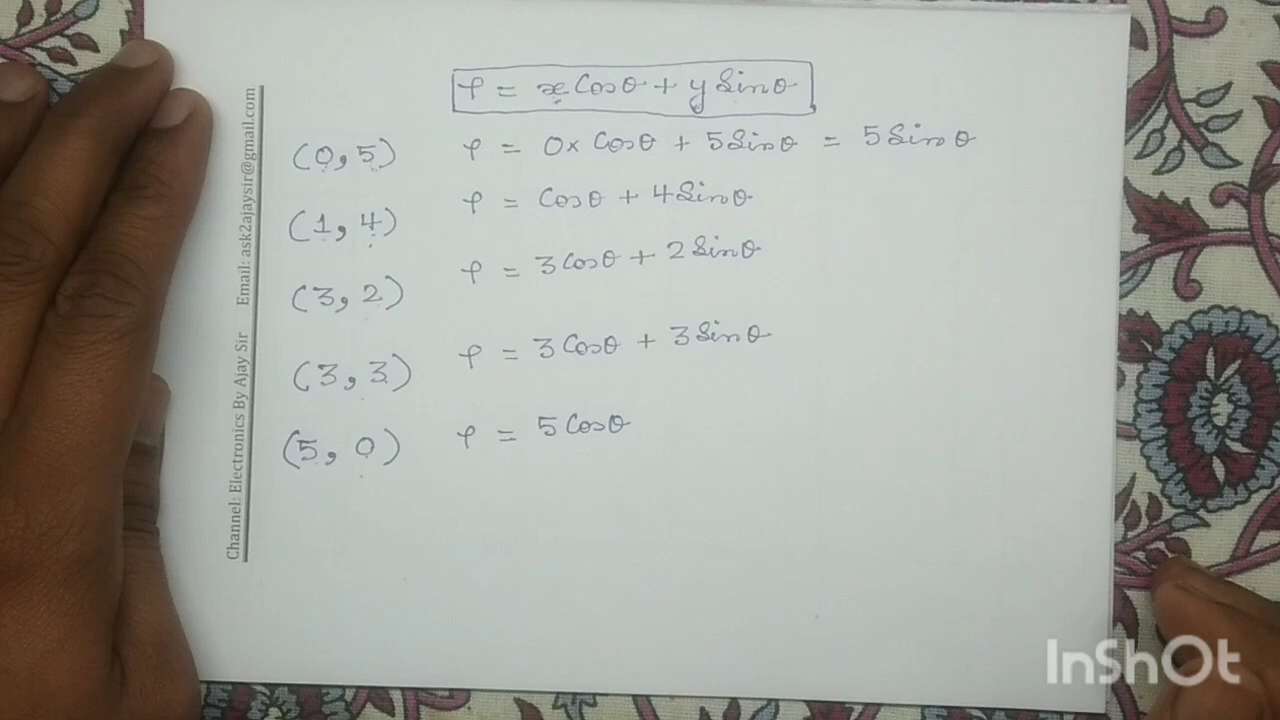 ρ = x Cosθ + y Sinθ
(0, 5) ρ = 0× Cosθ + 5 Sinθ = 5 Sinθ
(1, 4) ρ = Cosθ + 4 Sinθ
(3, 2) ρ = 3 Cosθ + 2 Sinθ
(3, 3) ρ = 3 Cosθ + 3 Sinθ
(5, 0) ρ = 5 Cosθ
Channel: Electronics By Ajay Sir Email: ask2ajaysir@gmail.com
InShOt